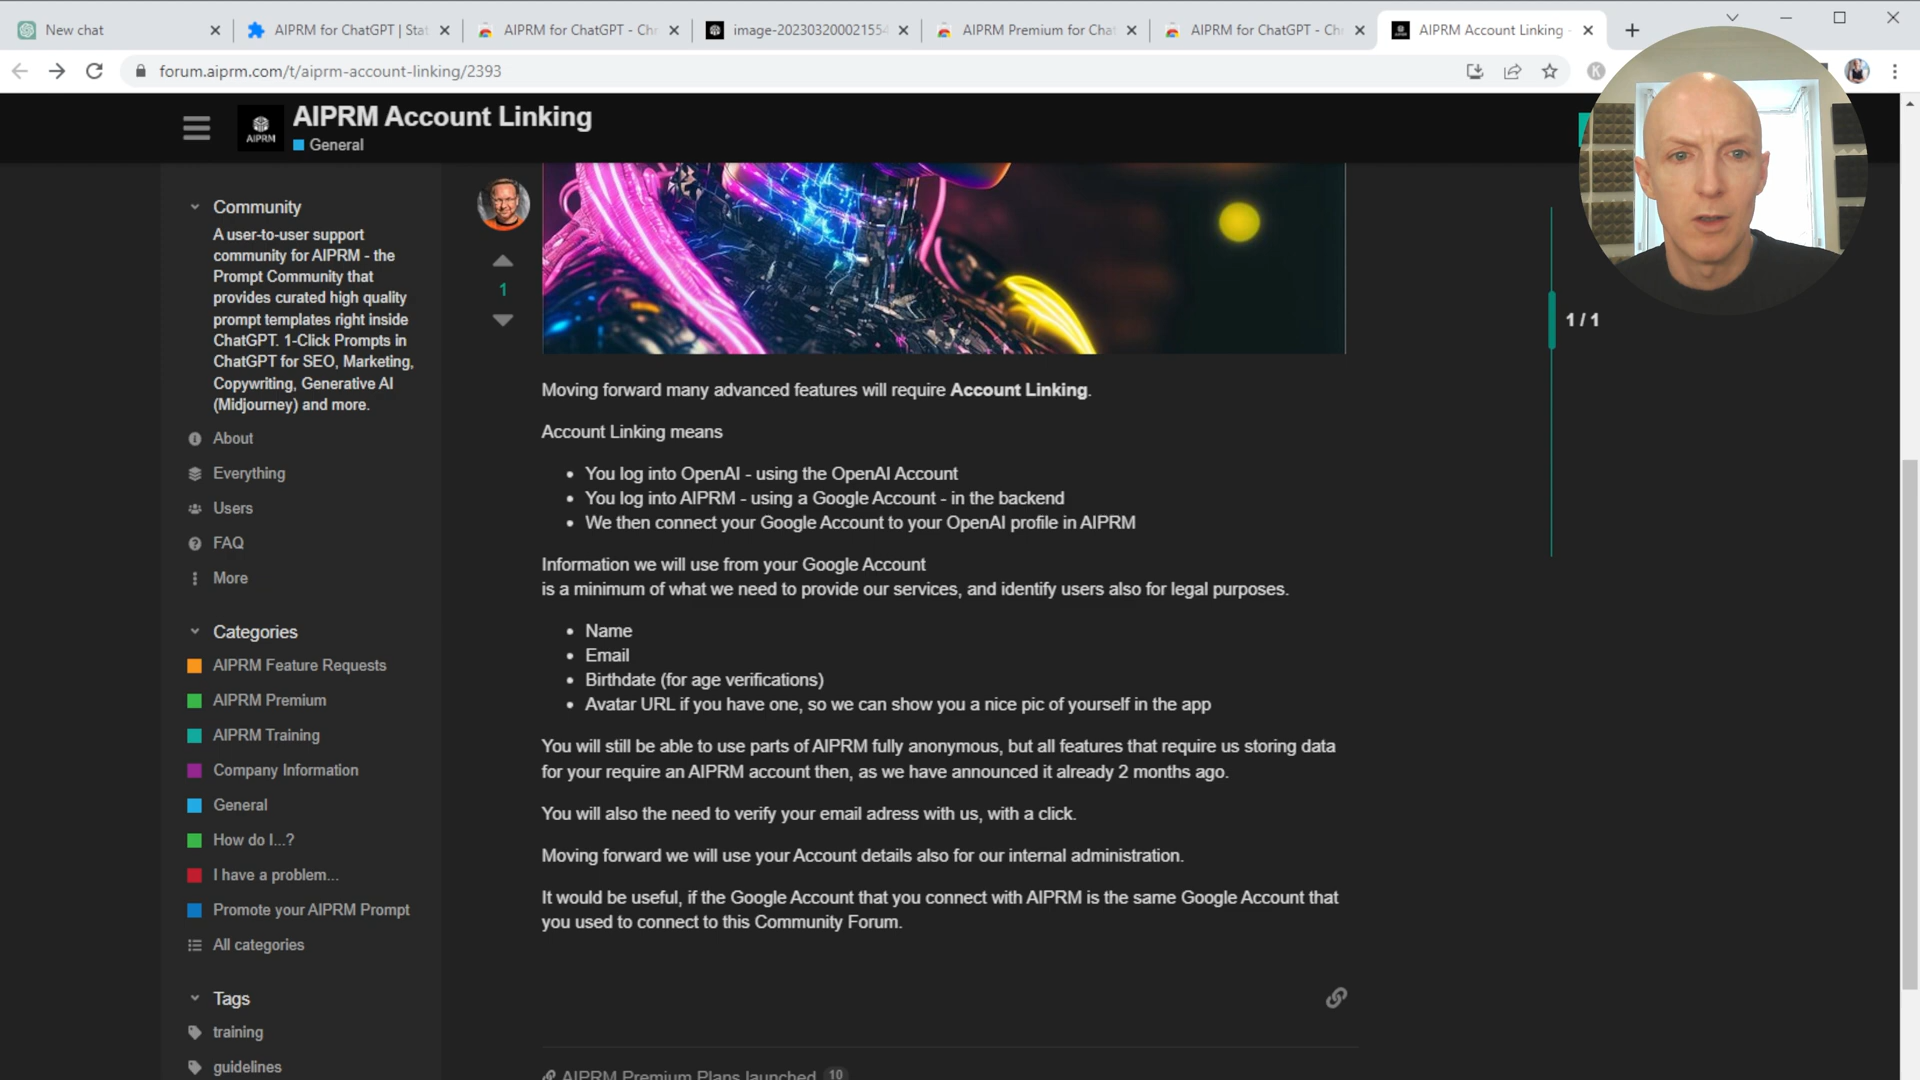 New chat
AIPRM for ChatGPT | Stat
AIPRM for ChatGPT - Chr
image-20230320002155
AIPRM Premium for Chat
AIPRM for ChatGPT - Ch
AIPRM Account Linking -
forum.aiprm.com/t/aiprm-account-linking/2393
K
AIPRM
AIPRM Account Linking
General
Community
A user-to-user support
community for AIPRM - the
Prompt Community that
provides curated high quality
prompt templates right inside
ChatGPT. 1-Click Prompts in
ChatGPT for SEO, Marketing,
Copywriting, Generative AI
(Midjourney) and more.
About
Everything
Users
FAQ
More
Categories
AIPRM Feature Requests
AIPRM Premium
AIPRM Training
Company Information
General
How do I...?
I have a problem...
Promote your AIPRM Prompt
All categories
Tags
training
guidelines
1
Moving forward many advanced features will require Account Linking.
Account Linking means
• You log into OpenAI - using the OpenAI Account
• You log into AIPRM - using a Google Account - in the backend
• We then connect your Google Account to your OpenAI profile in AIPRM
Information we will use from your Google Account
is a minimum of what we need to provide our services, and identify users also for legal purposes.
• Name
• Email
• Birthdate (for age verifications)
• Avatar URL if you have one, so we can show you a nice pic of yourself in the app
You will still be able to use parts of AIPRM fully anonymous, but all features that require us storing data
for your require an AIPRM account then, as we have announced it already 2 months ago.
You will also the need to verify your email adress with us, with a click.
Moving forward we will use your Account details also for our internal administration.
It would be useful, if the Google Account that you connect with AIPRM is the same Google Account that
you used to connect to this Community Forum.
AIPRM Premium Plans launched 10
1 / 1